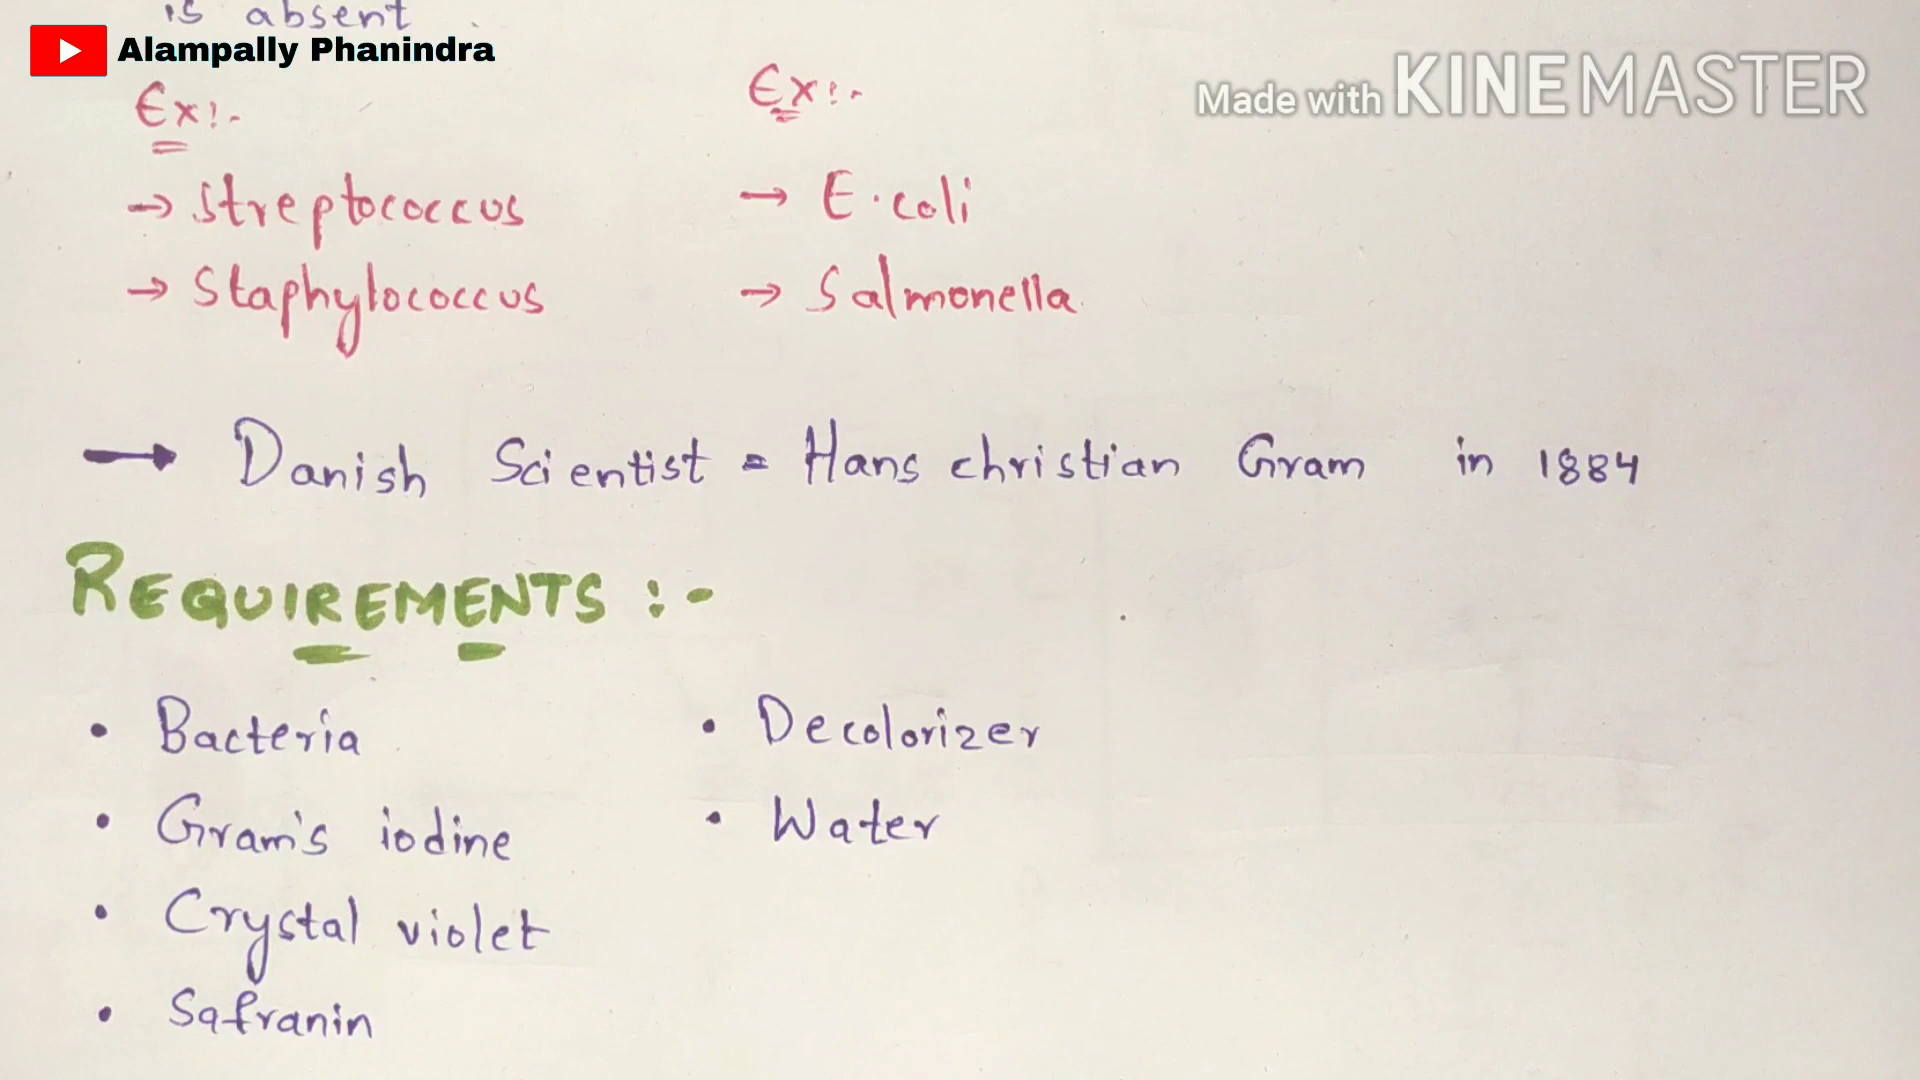 is absent
Alampally Phanindra
Made with KINEMASTER
Ex:-
Ex:-
→ Streptococcus
→ E.coli
→ Staphylococcus
→ Salmonella
→ Danish Scientist = Hans christian Gram in 1884
REQUIREMENTS :-
• Bacteria
• Decolorizer
• Gram's iodine
• Water
• Crystal violet
• Safranin